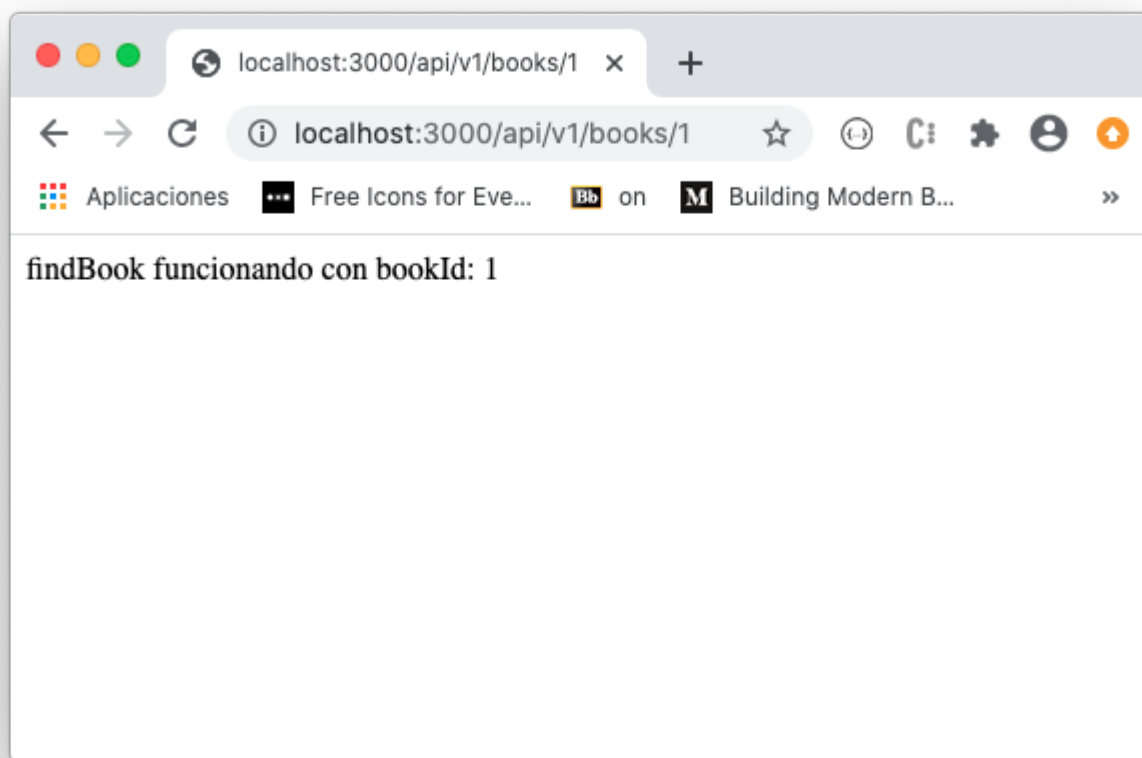 localhost:3000/api/v1/books/1
localhost:3000/api/v1/books/1
Aplicaciones Free Icons for Eve... Bb on M Building Modern B...
findBook funcionando con bookId: 1